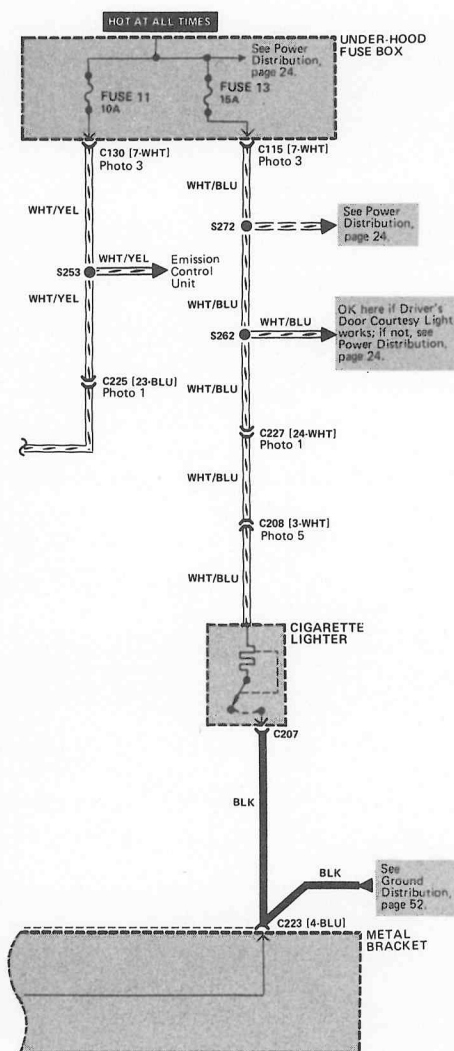 HOT AT ALL TIMES
UNDER-HOOD
FUSE BOX
See Power
Distribution,
page 24.
FUSE 11
10A
FUSE 13
15A
C130 [7-WHT]
Photo 3
C115 [7-WHT]
Photo 3
WHT/BLU
WHT/YEL
S272
See Power
Distribution,
page 24.
WHT/YEL
S253
Emission
Control
Unit
WHT/YEL
WHT/BLU
OK here if Driver's
Door Courtesy Light
works; if not, see
Power Distribution,
page 24.
WHT/BLU
S262
C225 [23-BLU]
Photo 1
WHT/BLU
C227 [24-WHT]
Photo 1
WHT/BLU
C208 [3-WHT]
Photo 5
WHT/BLU
CIGARETTE
LIGHTER
C207
BLK
BLK
See
Ground
Distribution,
page 52.
C223 [4-BLU]
METAL
BRACKET